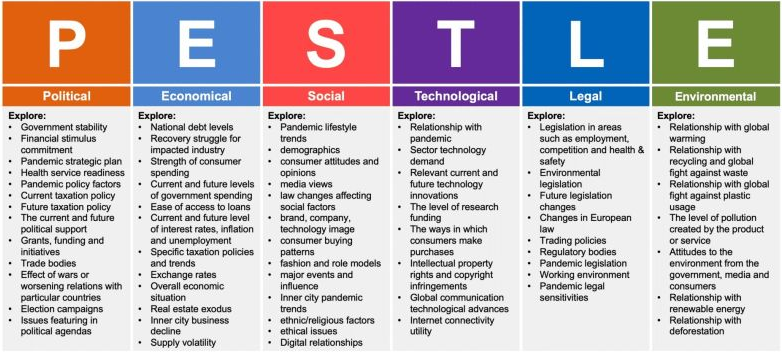 P
E
S
T
L
E
Political
Economical
Social
Technological
Legal
Environmental
Explore:
• Government stability
• Financial stimulus
commitment
• Pandemic strategic plan
• Health service readiness
• Pandemic policy factors
• Current taxation policy
• Future taxation policy
• The current and future
political support
• Grants, funding and
initiatives
• Trade bodies
• Effect of wars or
worsening relations with
particular countries
• Election campaigns
• Issues featuring in
political agendas
Explore:
• National debt levels
• Recovery struggle for
impacted industry
• Strength of consumer
spending
• Current and future levels
of government spending
• Ease of access to loans
• Current and future level
of interest rates, inflation
and unemployment
• Specific taxation policies
and trends
• Exchange rates
• Overall economic
situation
• Real estate exodus
• Inner city business
decline
• Supply volatility
Explore:
• Pandemic lifestyle
trends
• demographics
• consumer attitudes and
opinions
• media views
• law changes affecting
social factors
• brand, company,
technology image
• consumer buying
patterns
• fashion and role models
• major events and
influence
• Inner city pandemic
trends
• ethnic/religious factors
• ethical issues
• Digital relationships
Explore:
• Relationship with
pandemic
• Sector technology
demand
• Relevant current and
future technology
innovations
• The level of research
funding
• The ways in which
consumers make
purchases
• Intellectual property
rights and copyright
infringements
• Global communication
technological advances
• Internet connectivity
utility
Explore:
• Legislation in areas
such as employment,
competition and health &
safety
• Environmental
legislation
• Future legislation
changes
• Changes in European
law
• Trading policies
• Regulatory bodies
• Pandemic legislation
• Working environment
• Pandemic legal
sensitivities
Explore:
• Relationship with global
warming
• Relationship with
recycling and global
fight against waste
• Relationship with global
fight against plastic
usage
• The level of pollution
created by the product
or service
• Attitudes to the
environment from the
government, media and
consumers
• Relationship with
renewable energy
• Relationship with
deforestation